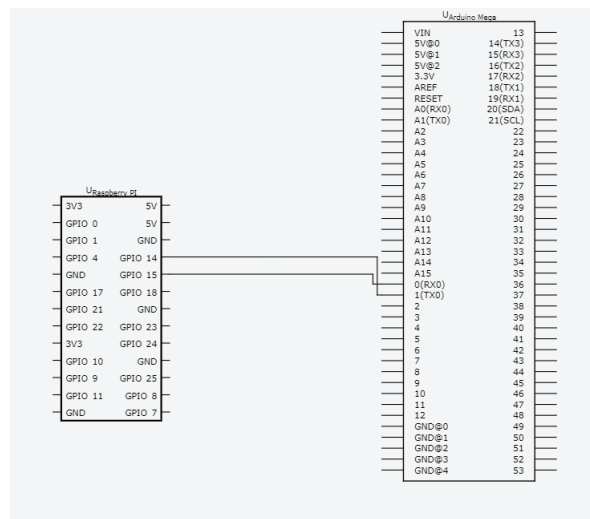 U Arduino Mega
VIN 13
5V@0 14(TX3)
5V@1 15(RX3)
5V@2 16(TX2)
3.3V 17(RX2)
AREF 18(TX1)
RESET 19(RX1)
A0(RX0) 20(SDA)
A1(TX0) 21(SCL)
A2 22
A3 23
A4 24
A5 25
A6 26
A7 27
A8 28
A9 29
A10 30
A11 31
A12 32
A13 33
A14 34
A15 35
0(RX0) 36
1(TX0) 37
2 38
3 39
4 40
5 41
6 42
7 43
8 44
9 45
10 46
11 47
12 48
GND@0 49
GND@1 50
GND@2 51
GND@3 52
GND@4 53
U Raspberry PI
3V3 5V
GPIO 0 5V
GPIO 1 GND
GPIO 4 GPIO 14
GND GPIO 15
GPIO 17 GPIO 18
GPIO 21 GND
GPIO 22 GPIO 23
3V3 GPIO 24
GPIO 10 GND
GPIO 9 GPIO 25
GPIO 11 GPIO 8
GND GPIO 7